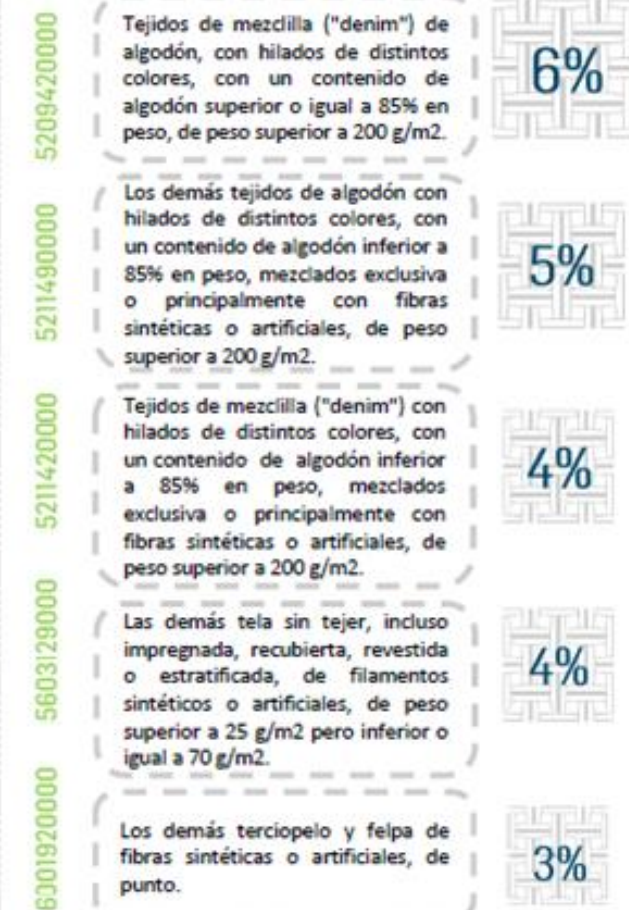 5209420000
Tejidos de mezclilla ("denim") de
algodón, con hilados de distintos
colores, con un contenido de
algodón superior o igual a 85% en
peso, de peso superior a 200 g/m2.
6%
5211490000
Los demás tejidos de algodón con
hilados de distintos colores, con
un contenido de algodón inferior a
85% en peso, mezclados exclusiva
o principalmente con fibras
sintéticas o artificiales, de peso
superior a 200 g/m2.
5%
5211420000
Tejidos de mezclilla ("denim") con
hilados de distintos colores, con
un contenido de algodón inferior
a 85% en peso, mezclados
exclusiva o principalmente con
fibras sintéticas o artificiales, de
peso superior a 200 g/m2.
4%
5603129000
Las demás tela sin tejer, incluso
impregnada, recubierta, revestida
o estratificada, de filamentos
sintéticos o artificiales, de peso
superior a 25 g/m2 pero inferior o
igual a 70 g/m2.
4%
6001920000
Los demás terciopelo y felpa de
fibras sintéticas o artificiales, de
punto.
3%